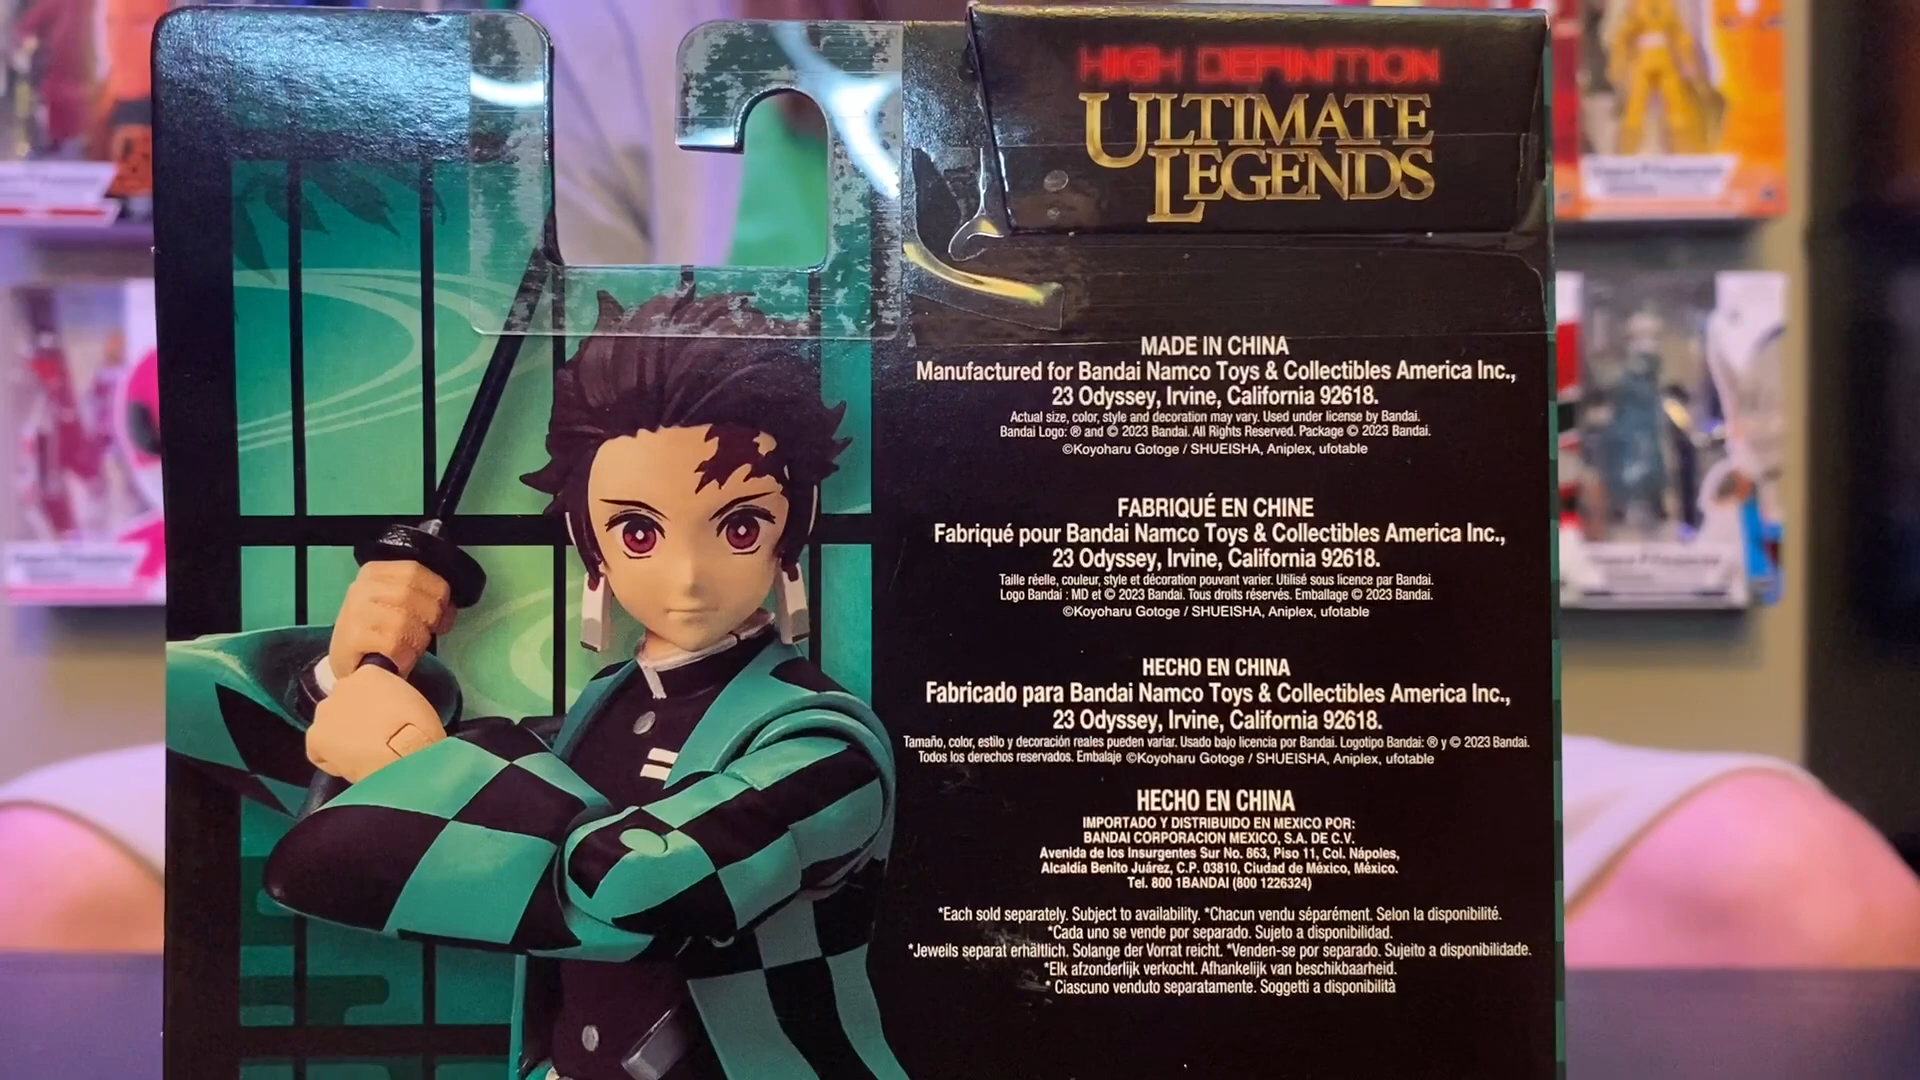 HIGH DEFINITION
ULTIMATE
LEGENDS
MADE IN CHINA
Manufactured for Bandai Namco Toys & Collectibles America Inc.,
23 Odyssey, Irvine, California 92618.
Actual size, color, style and decoration may vary. Used under license by Bandai.
Bandai Logo: ® and © 2023 Bandai. All Rights Reserved. Package © 2023 Bandai.
©Koyoharu Gotoge / SHUEISHA, Aniplex, ufotable
FABRIQUÉ EN CHINE
Fabriqué pour Bandai Namco Toys & Collectibles America Inc.,
23 Odyssey, Irvine, California 92618.
Taille réelle, couleur, style et décoration pouvant varier. Utilisé sous licence par Bandai.
Logo Bandai : MD et © 2023 Bandai. Tous droits réservés. Emballage © 2023 Bandai.
©Koyoharu Gotoge / SHUEISHA, Aniplex, ufotable
HECHO EN CHINA
Fabricado para Bandai Namco Toys & Collectibles America Inc.,
23 Odyssey, Irvine, California 92618.
Tamaño, color, estilo y decoración reales pueden variar. Usado bajo licencia por Bandai. Logotipo Bandai: ® y © 2023 Bandai.
Todos los derechos reservados. Embalaje ©Koyoharu Gotoge / SHUEISHA, Aniplex, ufotable
HECHO EN CHINA
IMPORTADO Y DISTRIBUIDO EN MEXICO POR:
BANDAI CORPORACION MEXICO, S.A. DE C.V.
Avenida de los Insurgentes Sur No. 863, Piso 11, Col. Nápoles,
Alcaldía Benito Juárez, C.P. 03810, Ciudad de México, México.
Tel. 800 1BANDAI (800 1226324)
*Each sold separately. Subject to availability. *Chacun vendu séparément. Selon la disponibilité.
*Cada uno se vende por separado. Sujeto a disponibilidad.
*Jeweils separat erhältlich. Solange der Vorrat reicht. *Venden-se por separado. Sujeito a disponibilidade.
*Elk afzonderlijk verkocht. Afhankelijk van beschikbaarheid.
* Ciascuno venduto separatamente. Soggetti a disponibilità